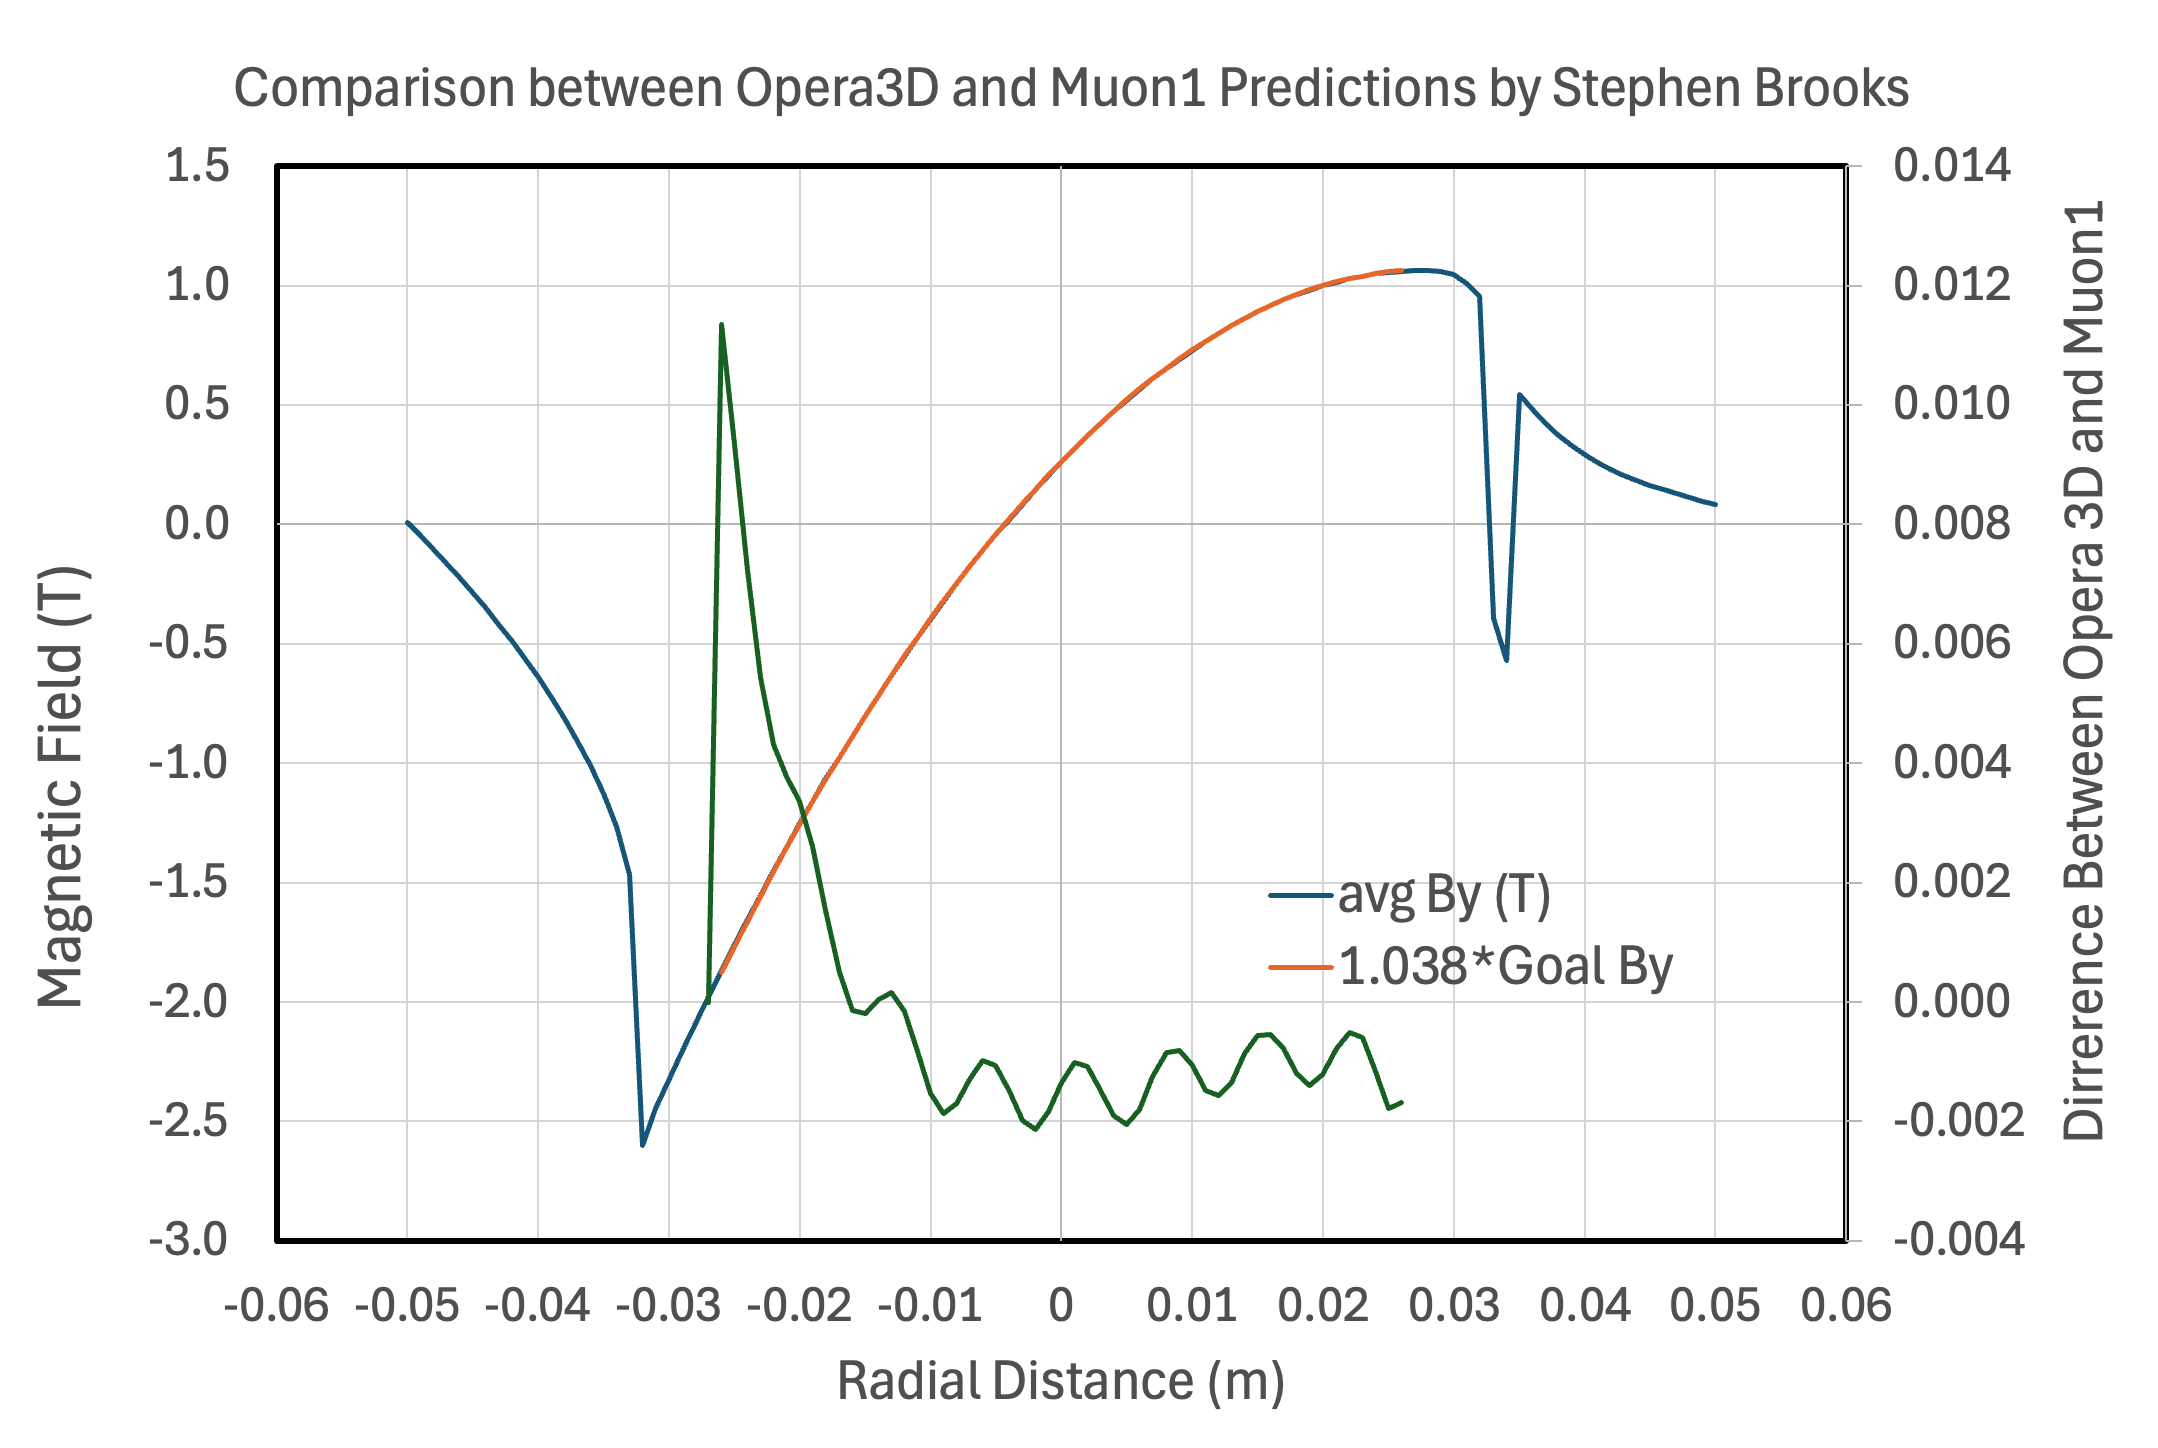 Comparison between Opera3D and Muon1 Predictions by Stephen Brooks
1.5
1.0
0.5
0.0
-0.5
-1.0
-1.5
-2.0
-2.5
-3.0
Magnetic Field (T)
0.014
0.012
0.010
0.008
0.006
0.004
0.002
0.000
-0.002
-0.004
Dirrerence Between Opera 3D and Muon1
avg By (T)
1.038*Goal By
-0.06 -0.05 -0.04 -0.03 -0.02 -0.01 0 0.01 0.02 0.03 0.04 0.05 0.06
Radial Distance (m)